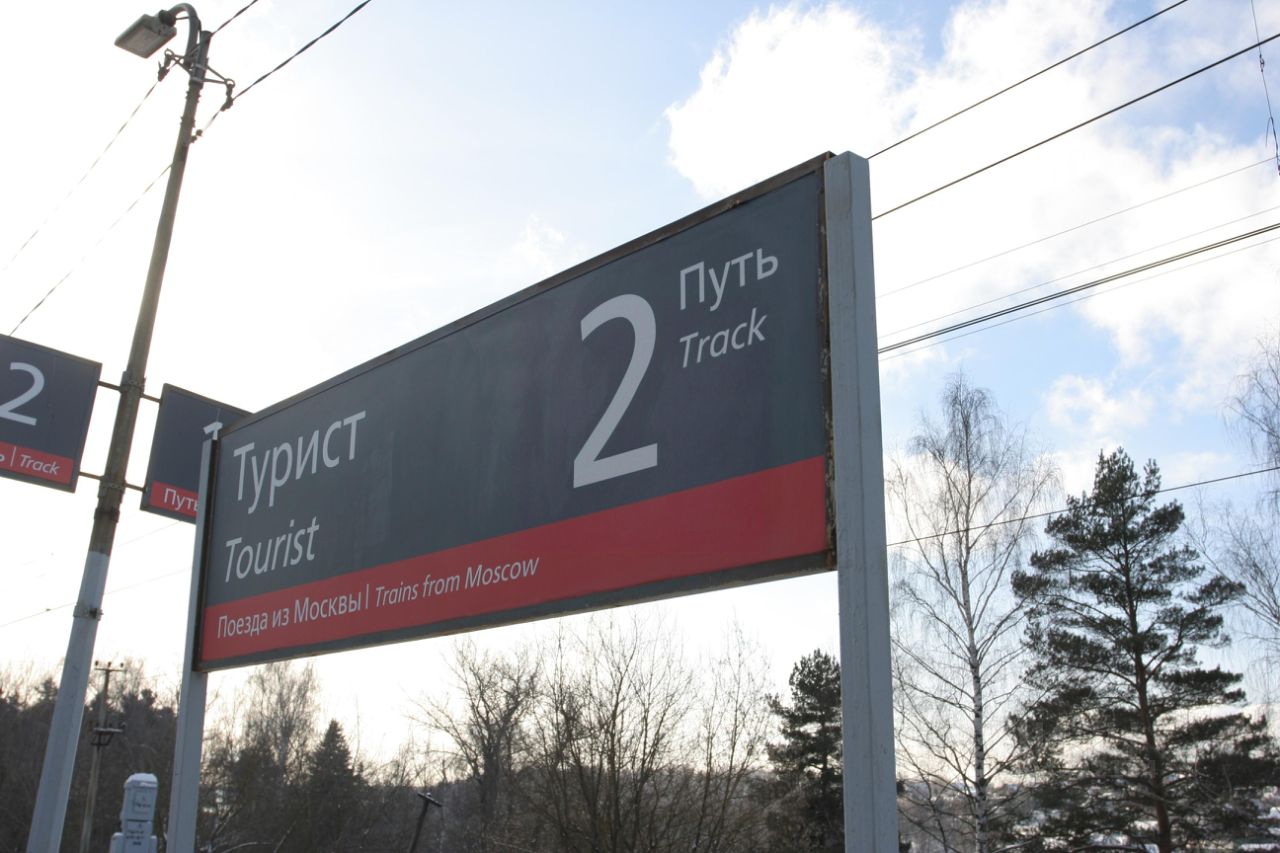 Путь
2
Track
Турист
Tourist
Поезда из Москвы | Trains from Moscow
2
| Track
Путь